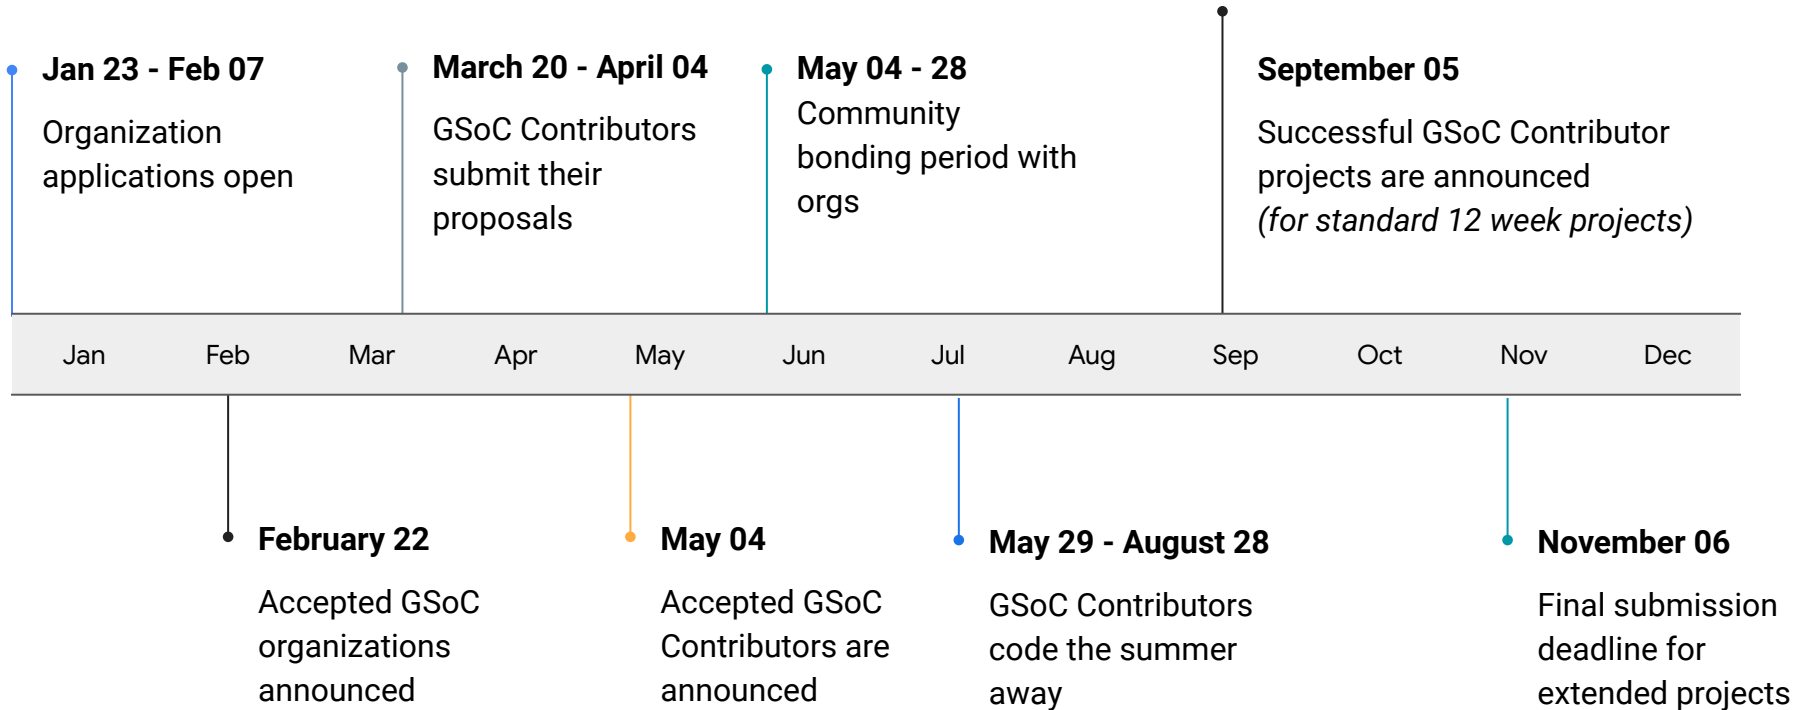 Jan 23 - Feb 07
Organization
applications open
March 20 - April 04
GSoC Contributors
submit their
proposals
May 04 - 28
Community
bonding period with
orgs
September 05
Successful GSoC Contributor
projects are announced
(for standard 12 week projects)
Jan Feb Mar Apr May Jun Jul Aug Sep Oct Nov Dec
February 22
Accepted GSoC
organizations
announced
May 04
Accepted GSoC
Contributors are
announced
May 29 - August 28
GSoC Contributors
code the summer
away
November 06
Final submission
deadline for
extended projects